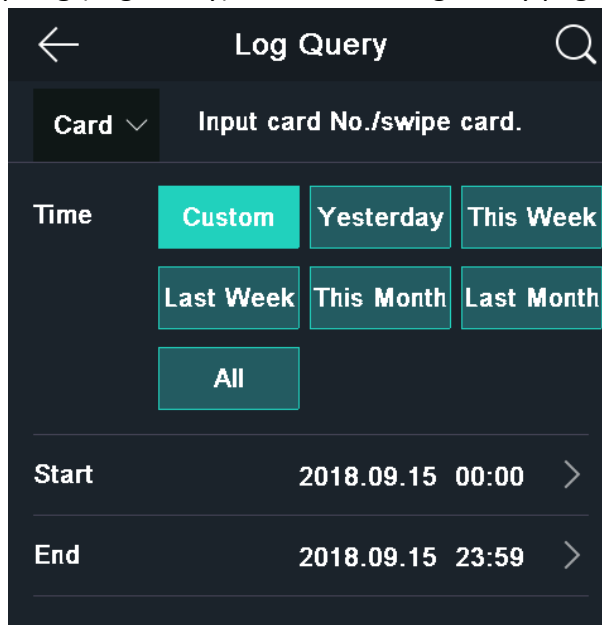 Log Query
Card Input card No./swipe card.
Time Custom Yesterday This Week
Last Week This Month Last Month
All
Start 2018.09.15 00:00
End 2018.09.15 23:59